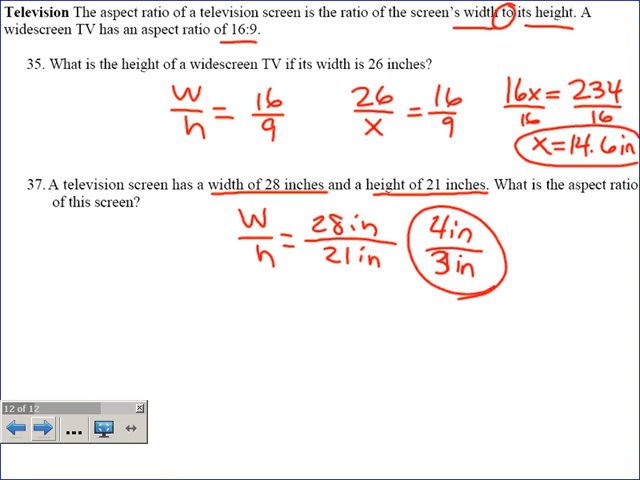 Television The aspect ratio of a television screen is the ratio of the screen's width to its height. A
widescreen TV has an aspect ratio of 16:9.
35. What is the height of a widescreen TV if its width is 26 inches?
W/h = 16/9 26/x = 16/9 16x/16 = 234/16
x=14.6in
37. A television screen has a width of 28 inches and a height of 21 inches. What is the aspect ratio
of this screen?
W/h = 28in/21in 4in/3in
12 of 12
...